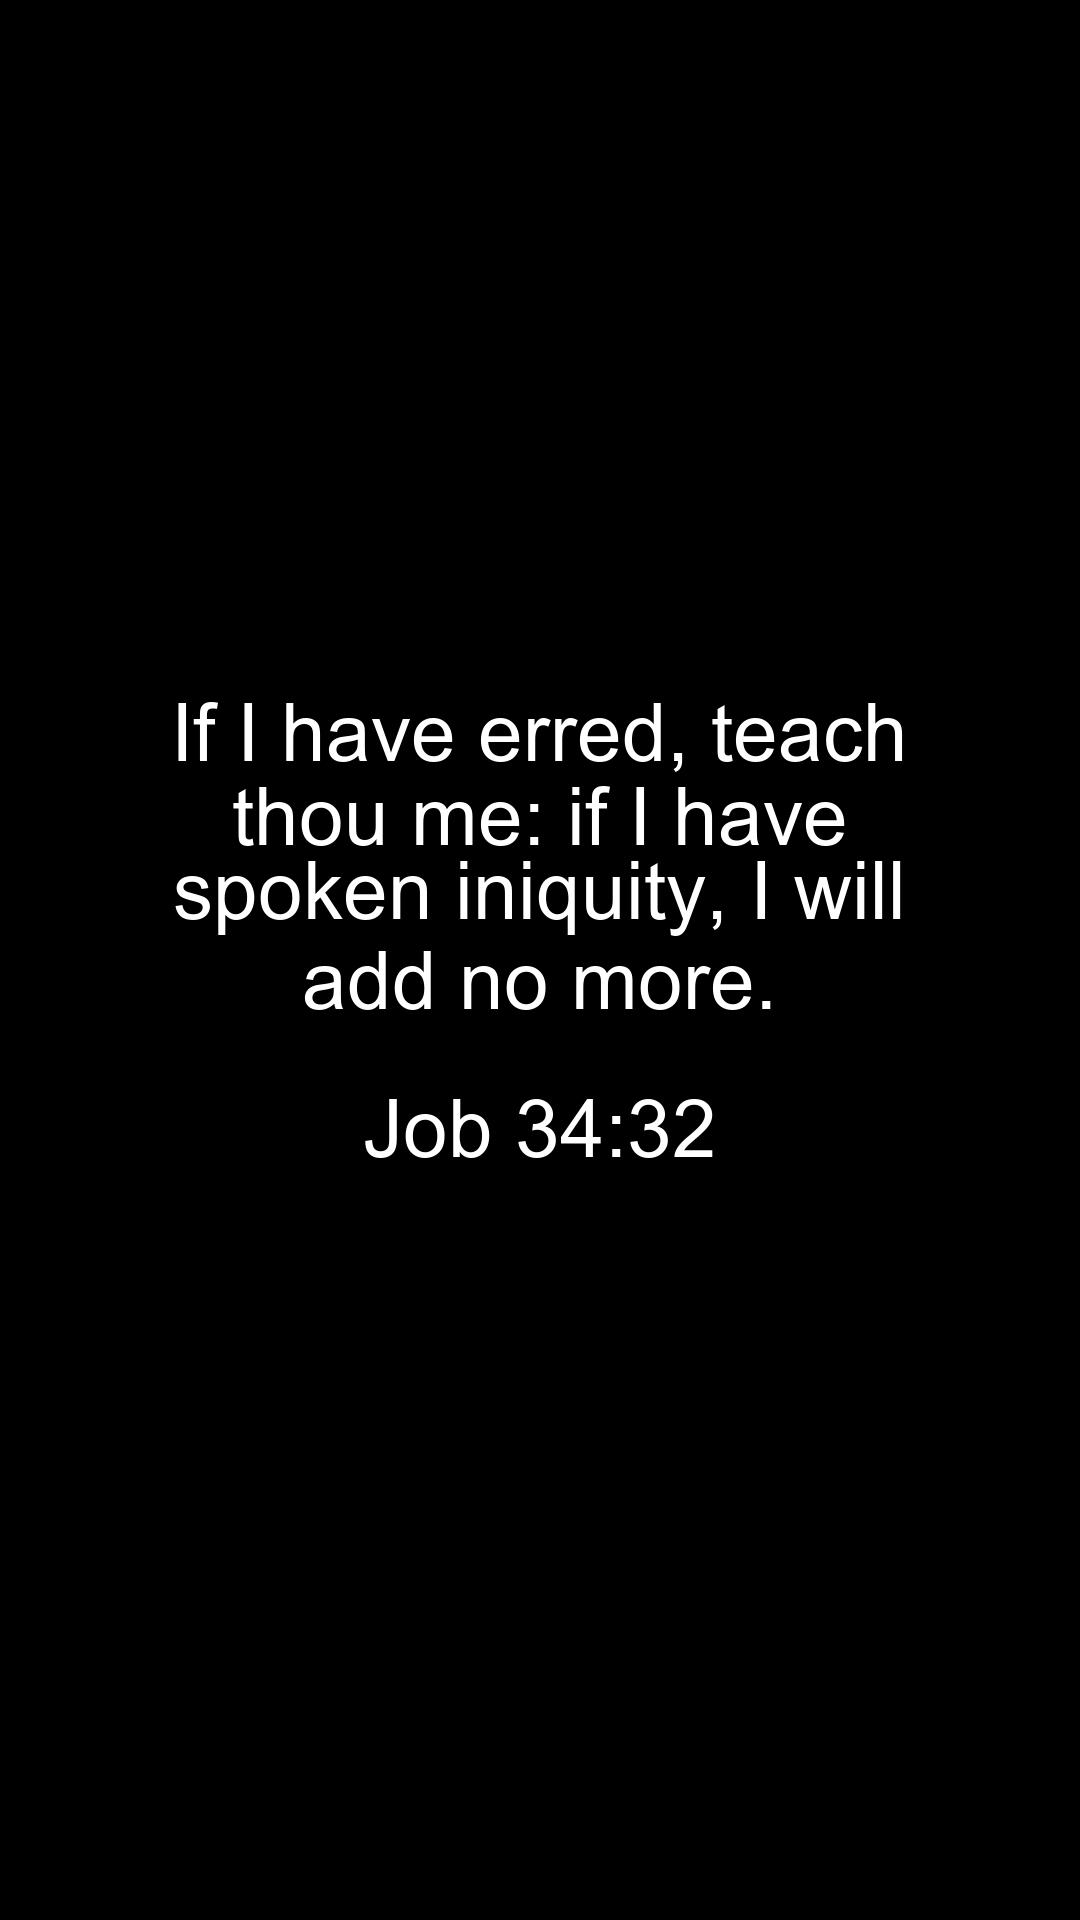 If I have erred, teach
thou me: if I have
spoken iniquity, I will
add no more.
Job 34:32